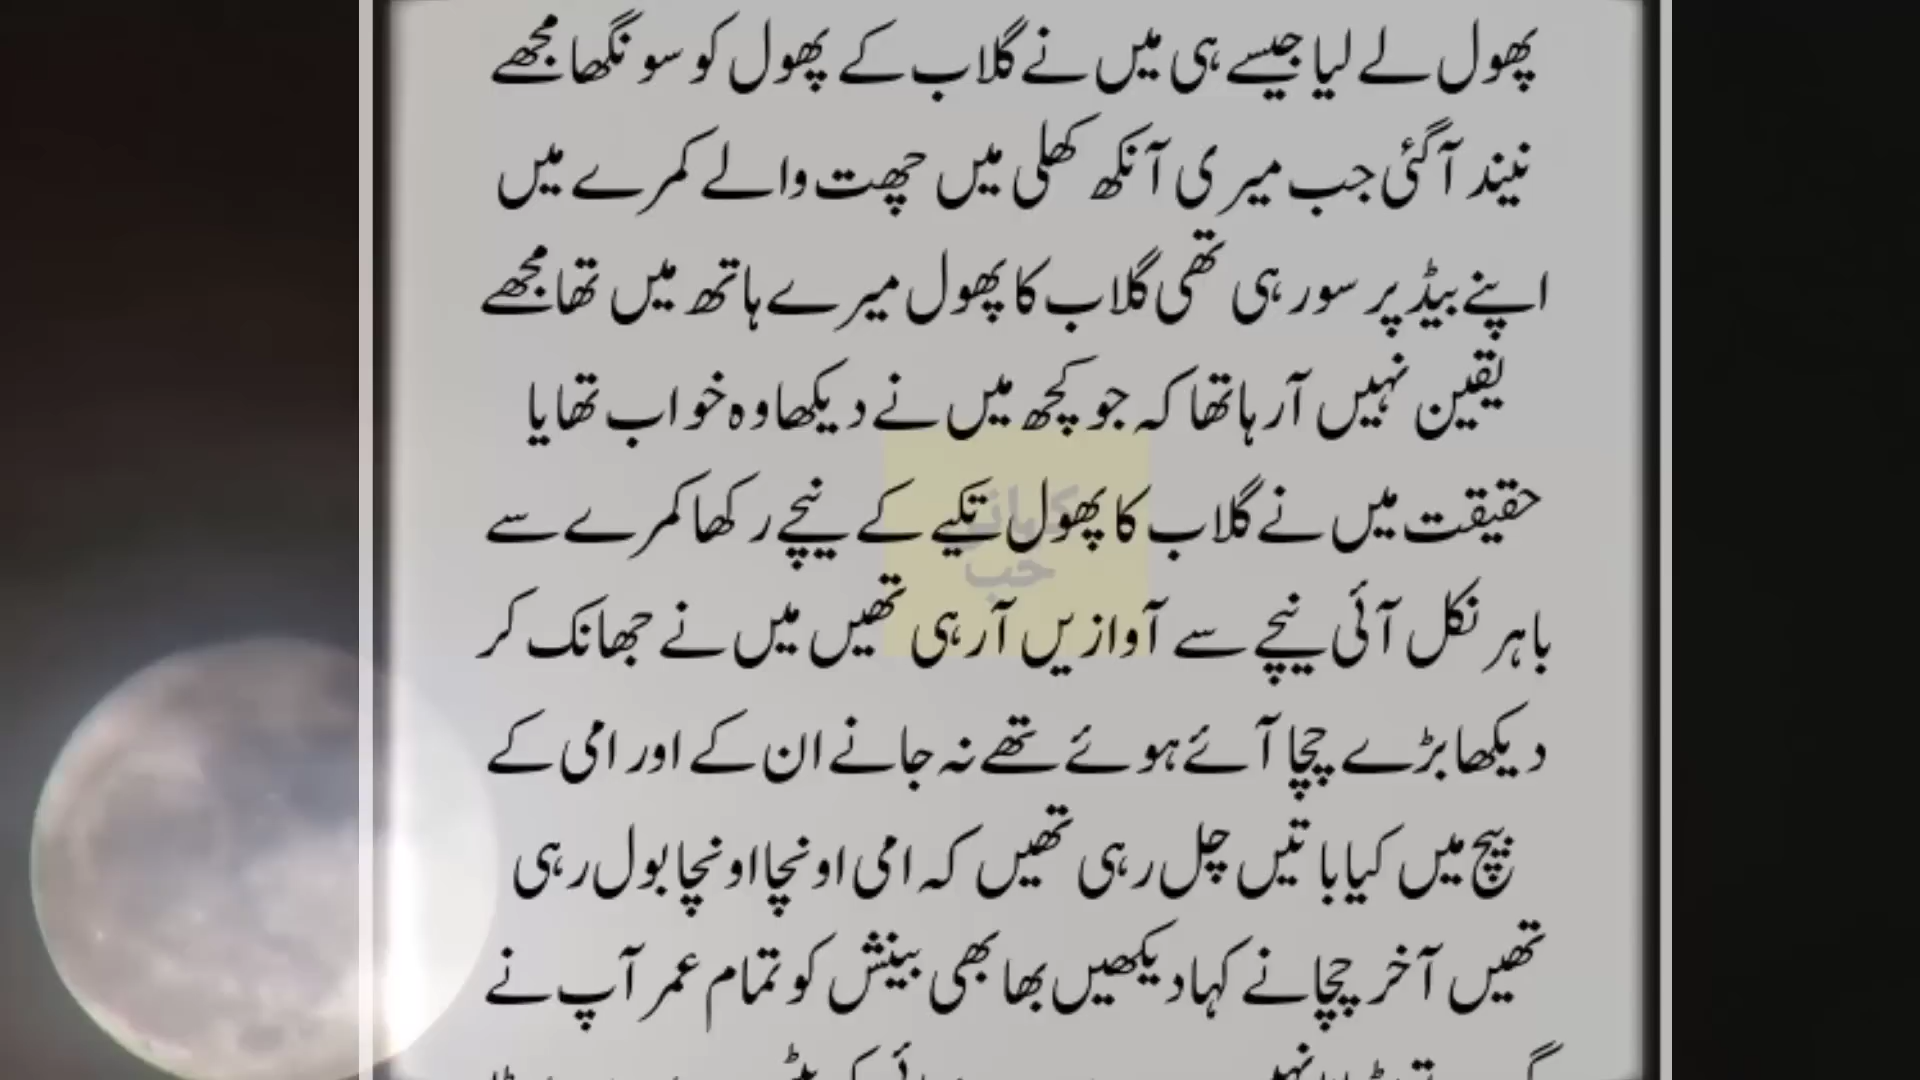 پھول لے لیا جیسے ہی میں نے گلاب کے پھول کو سونگھا مجھے
نیند آگئی جب میری آنکھ کھلی میں چھت والے کمرے میں
اپنے بیڈ پر سو رہی تھی گلاب کا پھول میرے ہاتھ میں تھا مجھے
یقین نہیں آرہا تھا کہ جو کچھ میں نے دیکھا وہ خواب تھا یا
حقیقت میں نے گلاب کا پھول تکیے کے نیچے رکھا کمرے سے
باہر نکل آئی نیچے سے آوازیں آرہی تھیں میں نے جھانک کر
دیکھا بڑے چچا آئے ہوئے تھے نہ جانے ان کے اور امی کے
بیچ میں کیا باتیں چل رہی تھیں کہ امی اونچا اونچا بول رہی
تھیں آخر چچا نے کہا دیکھیں بھابھی بینش کو تمام عمر آپ نے